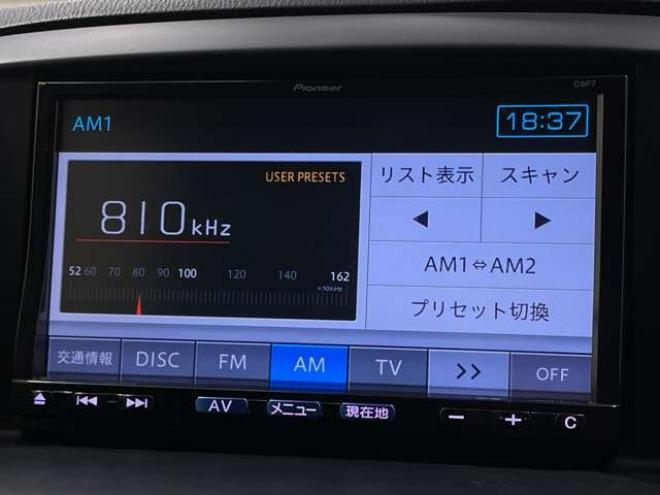 Pioneer
C9P7
AM1
18:37
USER PRESETS
810kHz
52 60 70 80 90 100 120 140 162
×10kHz
リスト表示
スキャン
◀ ▶
AM1⇔AM2
プリセット切換
交通情報 DISC FM AM TV >> OFF
AV メニュー 現在地 − + C